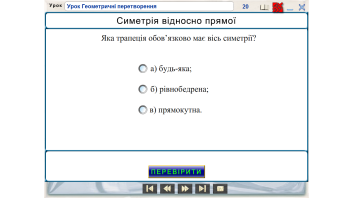 Урок Урок Геометричні перетворення 20
Симетрія відносно прямої
Яка трапеція обов’язково має вісь симетрії?
а) будь-яка;
б) рівнобедрена;
в) прямокутна.
ПЕРЕВІРИТИ